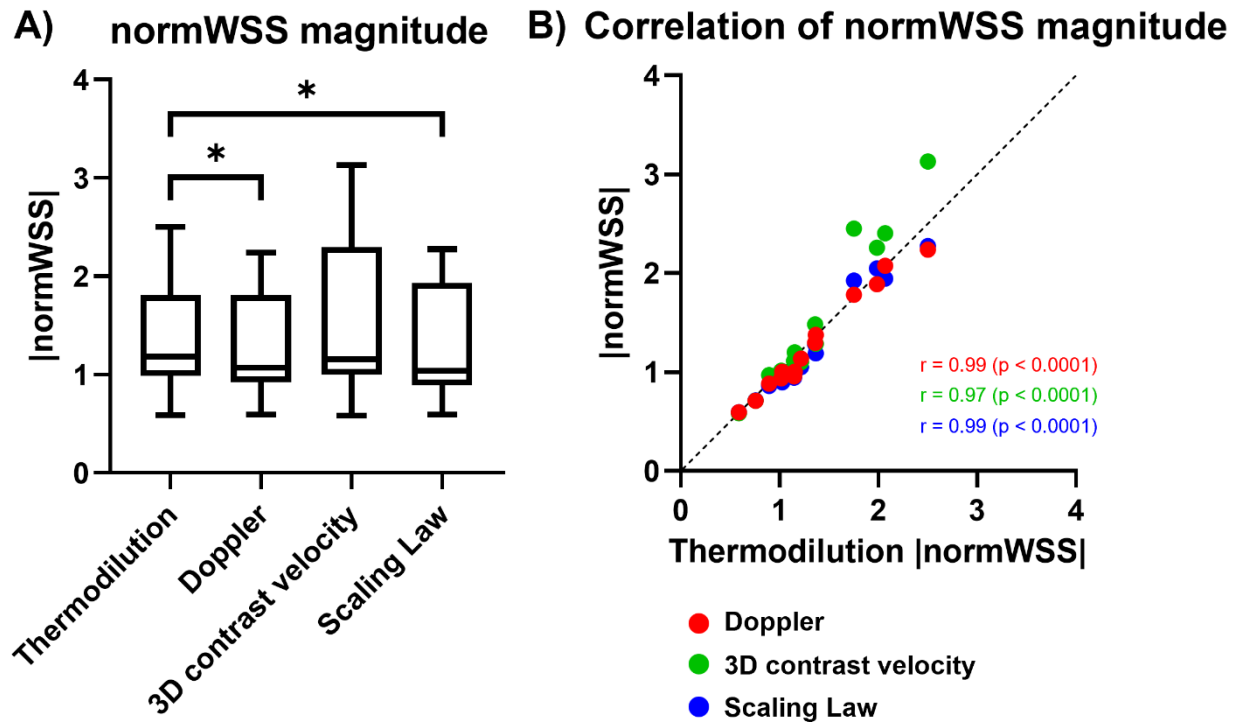 A) normWSS magnitude
4
3
2
1
0
|normWSS|
*
*
Thermodilution
Doppler
3D contrast velocity
Scaling Law
B) Correlation of normWSS magnitude
4
3
2
1
0
|normWSS|
r = 0.99 (p < 0.0001)
r = 0.97 (p < 0.0001)
r = 0.99 (p < 0.0001)
0 1 2 3 4
Thermodilution |normWSS|
Doppler
3D contrast velocity
Scaling Law